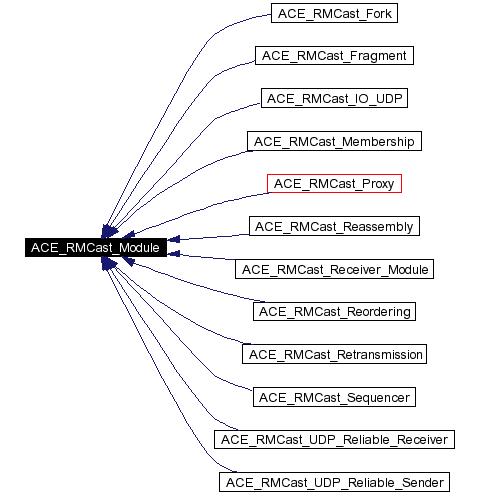 ACE_RMCast_Fork
ACE_RMCast_Fragment
ACE_RMCast_IO_UDP
ACE_RMCast_Membership
ACE_RMCast_Proxy
ACE_RMCast_Reassembly
ACE_RMCast_Module
ACE_RMCast_Receiver_Module
ACE_RMCast_Reordering
ACE_RMCast_Retransmission
ACE_RMCast_Sequencer
ACE_RMCast_UDP_Reliable_Receiver
ACE_RMCast_UDP_Reliable_Sender